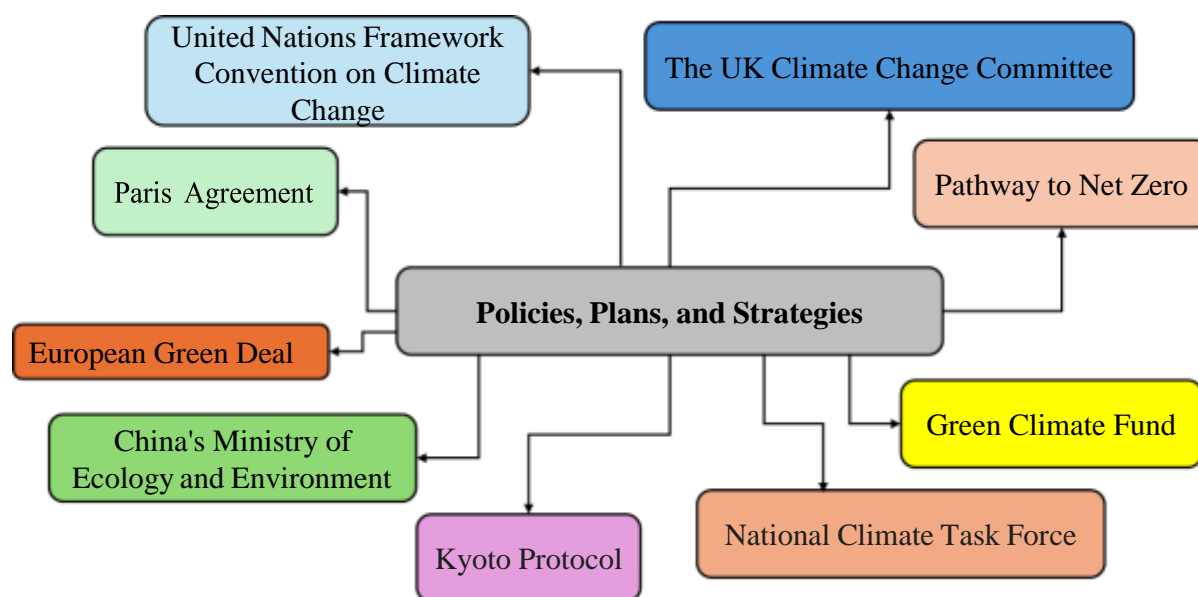 United Nations Framework
Convention on Climate
Change
The UK Climate Change Committee
Paris Agreement
Pathway to Net Zero
Policies, Plans, and Strategies
European Green Deal
Green Climate Fund
China's Ministry of
Ecology and Environment
National Climate Task Force
Kyoto Protocol